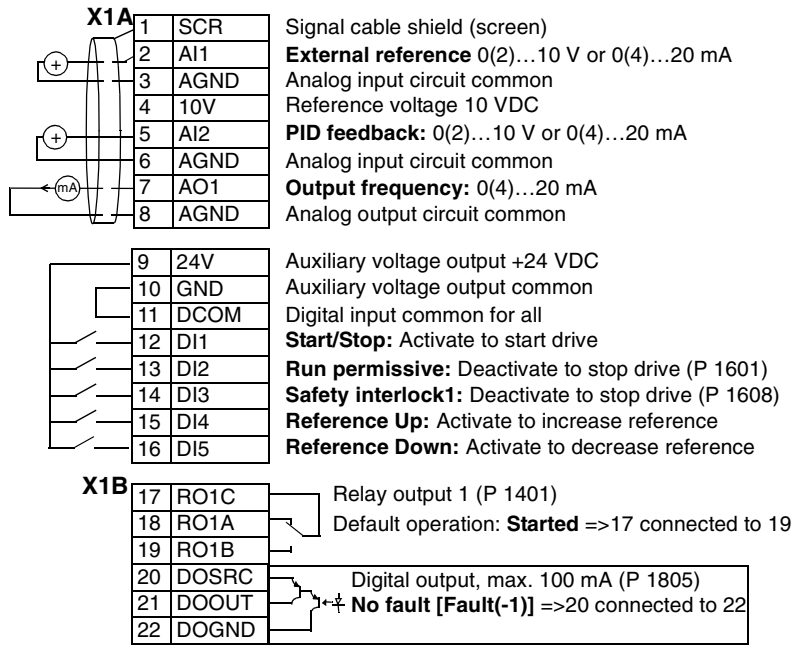 X1A
1 SCR Signal cable shield (screen)
2 AI1 External reference 0(2)…10 V or 0(4)…20 mA
3 AGND Analog input circuit common
4 10V Reference voltage 10 VDC
5 AI2 PID feedback: 0(2)…10 V or 0(4)…20 mA
6 AGND Analog input circuit common
mA 7 AO1 Output frequency: 0(4)…20 mA
8 AGND Analog output circuit common
9 24V Auxiliary voltage output +24 VDC
10 GND Auxiliary voltage output common
11 DCOM Digital input common for all
12 DI1 Start/Stop: Activate to start drive
13 DI2 Run permissive: Deactivate to stop drive (P 1601)
14 DI3 Safety interlock1: Deactivate to stop drive (P 1608)
15 DI4 Reference Up: Activate to increase reference
16 DI5 Reference Down: Activate to decrease reference
X1B
17 RO1C Relay output 1 (P 1401)
18 RO1A Default operation: Started =>17 connected to 19
19 RO1B
20 DOSRC Digital output, max. 100 mA (P 1805)
21 DOOUT No fault [Fault(-1)] =>20 connected to 22
22 DOGND